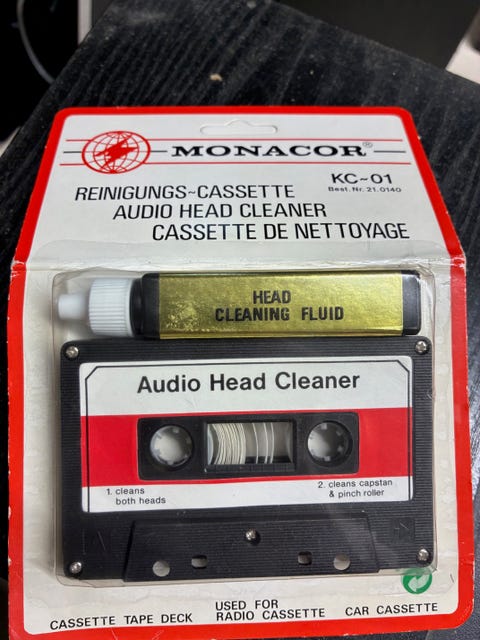 MONACOR®
KC~01
Best. Nr. 21.0140
REINIGUNGS~CASSETTE
AUDIO HEAD CLEANER
CASSETTE DE NETTOYAGE
HEAD
CLEANING FLUID
Audio Head Cleaner
1. cleans
both heads
2. cleans capstan
& pinch roller
USED FOR
CASSETTE TAPE DECK RADIO CASSETTE CAR CASSETTE